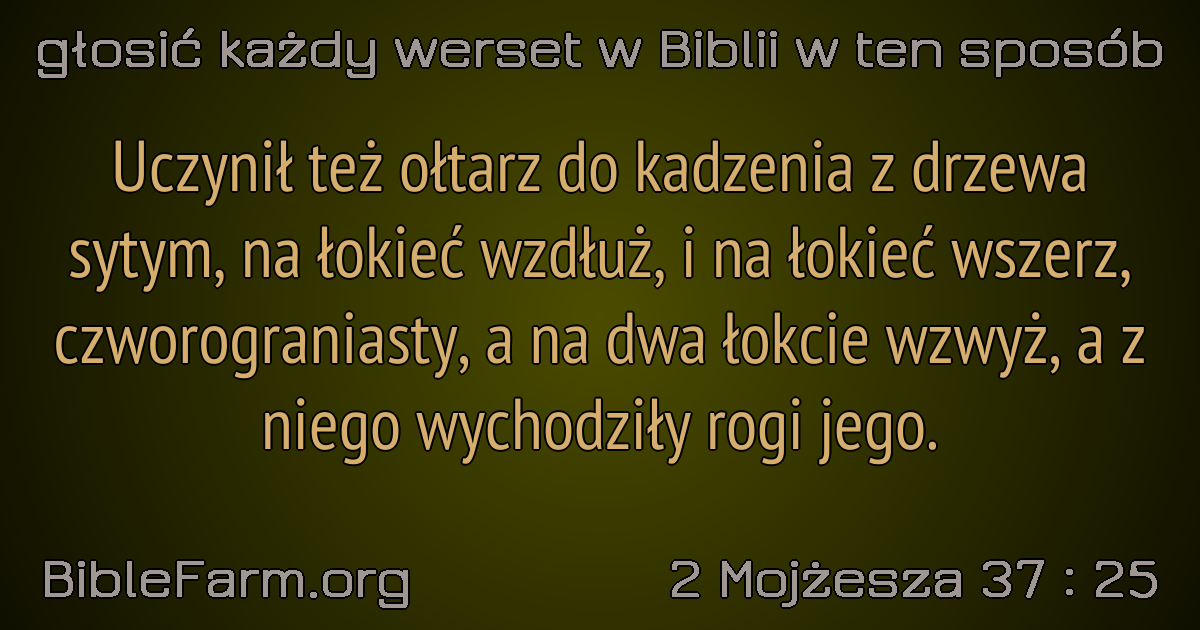 głosić każdy werset w Biblii w ten sposób
Uczynił też ołtarz do kadzenia z drzewa
sytym, na łokieć wzdłuż, i na łokieć wszerz,
czworograniasty, a na dwa łokcie wzwyż, a z
niego wychodziły rogi jego.
BibleFarm.org
2 Mojżesza 37 : 25